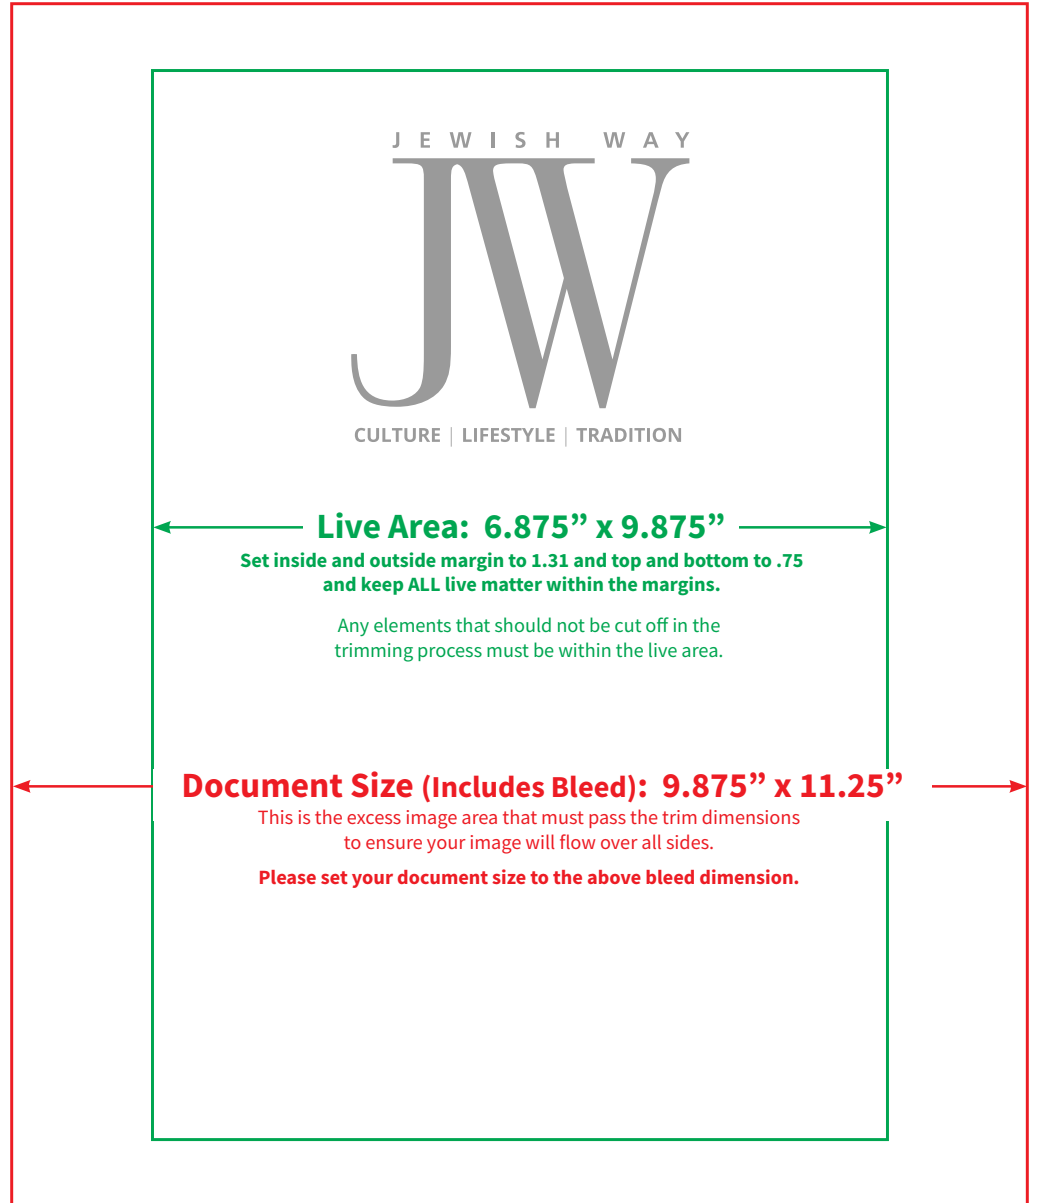 JEWISH WAY
JW
CULTURE | LIFESTYLE | TRADITION
Live Area: 6.875” x 9.875”
Set inside and outside margin to 1.31 and top and bottom to .75
and keep ALL live matter within the margins.
Any elements that should not be cut off in the
trimming process must be within the live area.
Document Size (Includes Bleed): 9.875” x 11.25”
This is the excess image area that must pass the trim dimensions
to ensure your image will flow over all sides.
Please set your document size to the above bleed dimension.